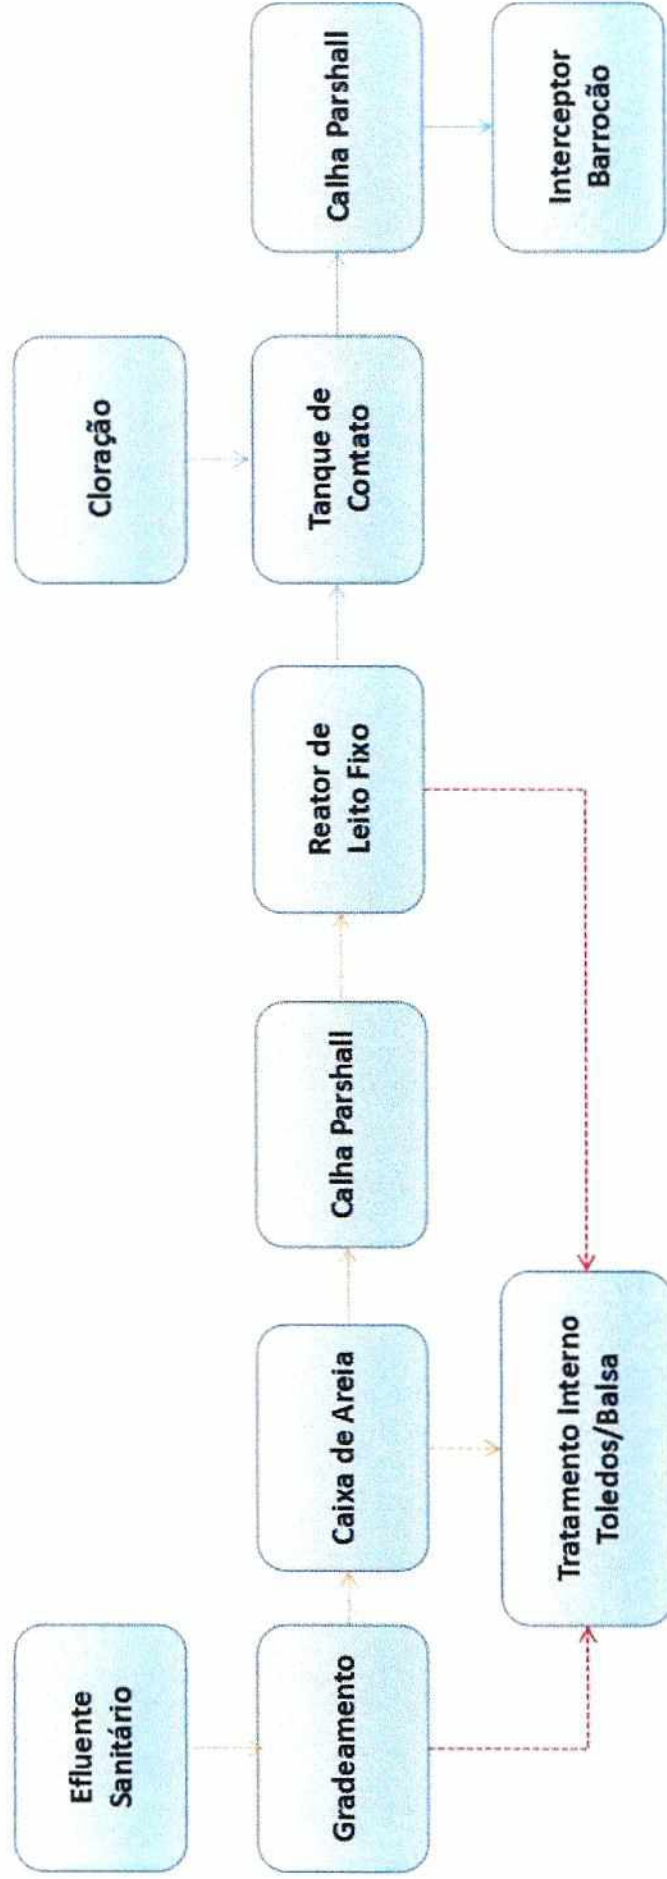 Efluente
Sanitário
Gradeamento
Caixa de Areia
Calha Parshall
Reator de
Leito Fixo
Cloração
Tanque de
Contato
Calha Parshall
Interceptor
Barrocão
Tratamento Interno
Toledos/Balsa